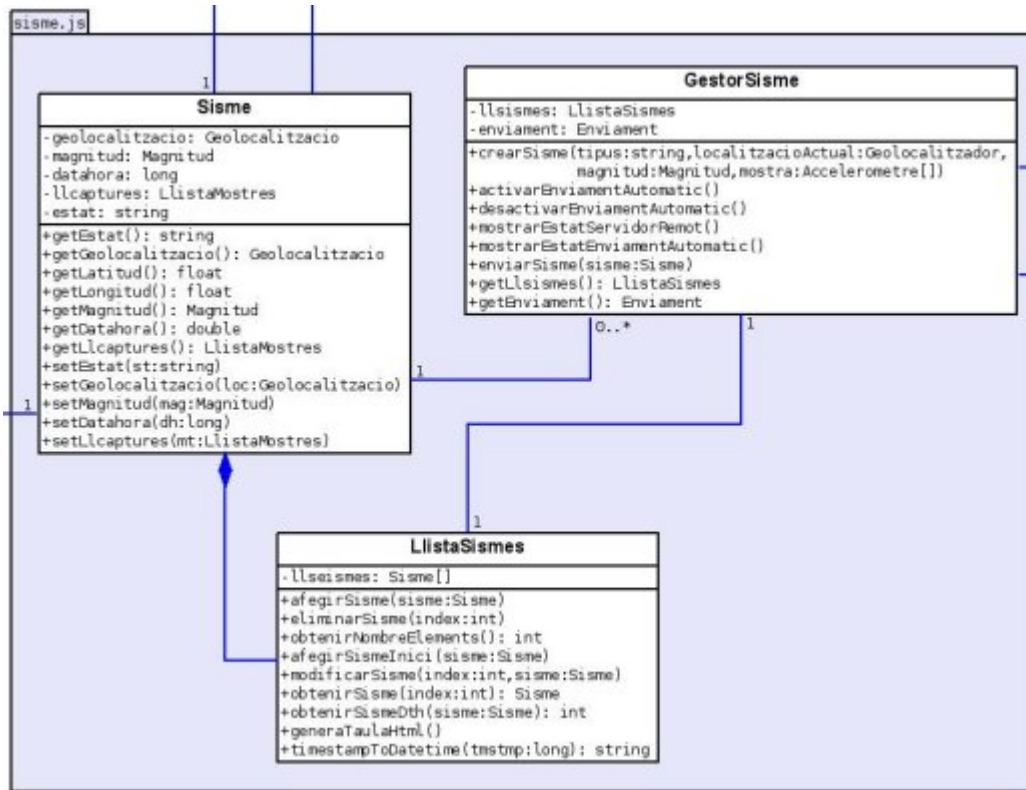 sisme.js
1
Sisme
-geolocalitzacio: Geolocalitzacio
-magnitud: Magnitud
-datahora: long
-llcaptures: LlistaMostres
-estat: string
+getEstat(): string
+getGeolocalitzacio(): Geolocalitzacio
+getLatitud(): float
+getLongitud(): float
+getMagnitud(): Magnitud
+getDatahora(): double
+getLlcaptures(): LlistaMostres
+setEstat(st:string)
+setGeolocalitzacio(loc:Geolocalitzacio)
+setMagnitud(mag:Magnitud)
+setDatahora(dh:long)
+setLlcaptures(mt:LlistaMostres)
1
1
GestorSisme
-llsismes: LlistaSismes
-enviament: Enviament
+crearSisme(tipus:string,localitzacioActual:Geolocalitzador,
magnitud:Magnitud,mostra:Accelerometre[])
+activarEnviamentAutomatic()
+desactivarEnviamentAutomatic()
+mostrarEstatServidorRemot()
+mostrarEstatEnviamentAutomatic()
+enviarSisme(sisme:Sisme)
+getLlsismes(): LlistaSismes
+getEnviament(): Enviament
0..*
1
1
LlistaSismes
-llseismes: Sisme[]
+afegirSisme(sisme:Sisme)
+eliminarSisme(index:int)
+obtenirNombreElements(): int
+afegirSismeInici(sisme:Sisme)
+modificarSisme(index:int,sisme:Sisme)
+obtenirSisme(index:int): Sisme
+obtenirSismeDth(sisme:Sisme): int
+generaTaulaHtml()
+timestampToDatetime(tmstmp:long): string